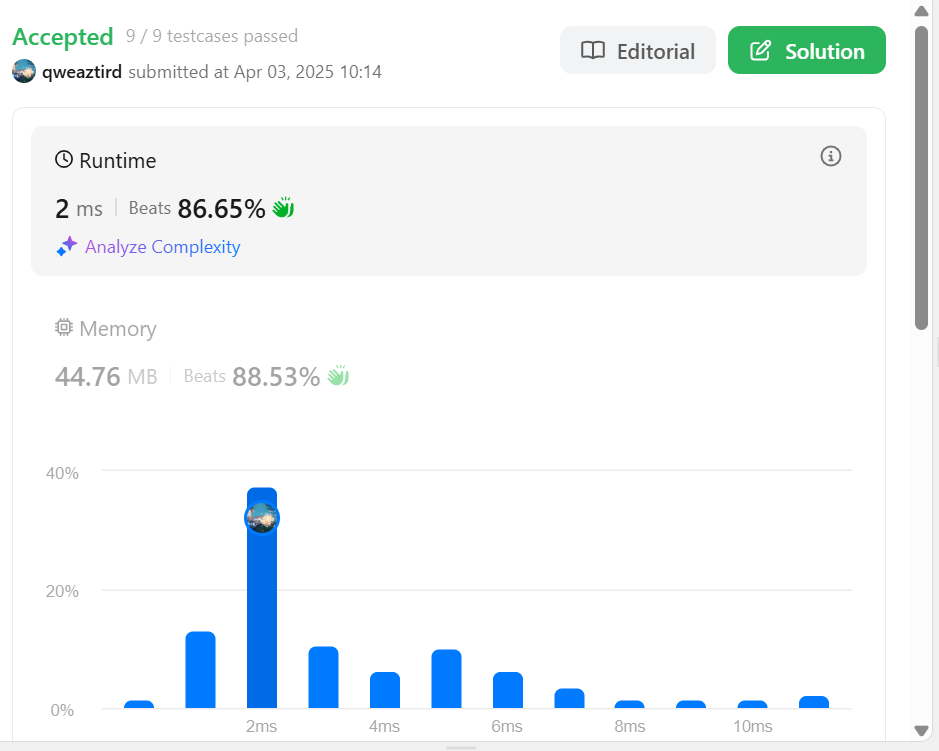 Accepted 9 / 9 testcases passed
Editorial
Solution
qweaztird submitted at Apr 03, 2025 10:14
Runtime
2 ms Beats 86.65%
Analyze Complexity
Memory
44.76 MB Beats 88.53%
40%
20%
0%
2ms 4ms 6ms 8ms 10ms